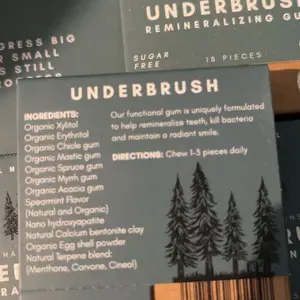 UNDERBRUSH
REMINERALIZING GU
SUGAR
FREE
18 PIECES
GRESS BIG
R SMALL
S STILL
UNDERBRUSH
INGREDIENTS:
Organic Xylitol
Organic Erythritol
Organic Chicle gum
Organic Mastic gum
Organic Spruce gum
Organic Myrrh gum
Organic Acacia gum
Spearmint Flavor
(Natural and Organic)
Nano hydroxyapatite
Natural Calcium bentonite clay
Organic Egg shell powder
Natural Terpene blend:
(Menthone, Carvone, Cineol)
Our functional gum is uniquely formulated
to help remineralize teeth, kill bacteria
and maintain a radiant smile.
DIRECTIONS: Chew 1-3 pieces daily